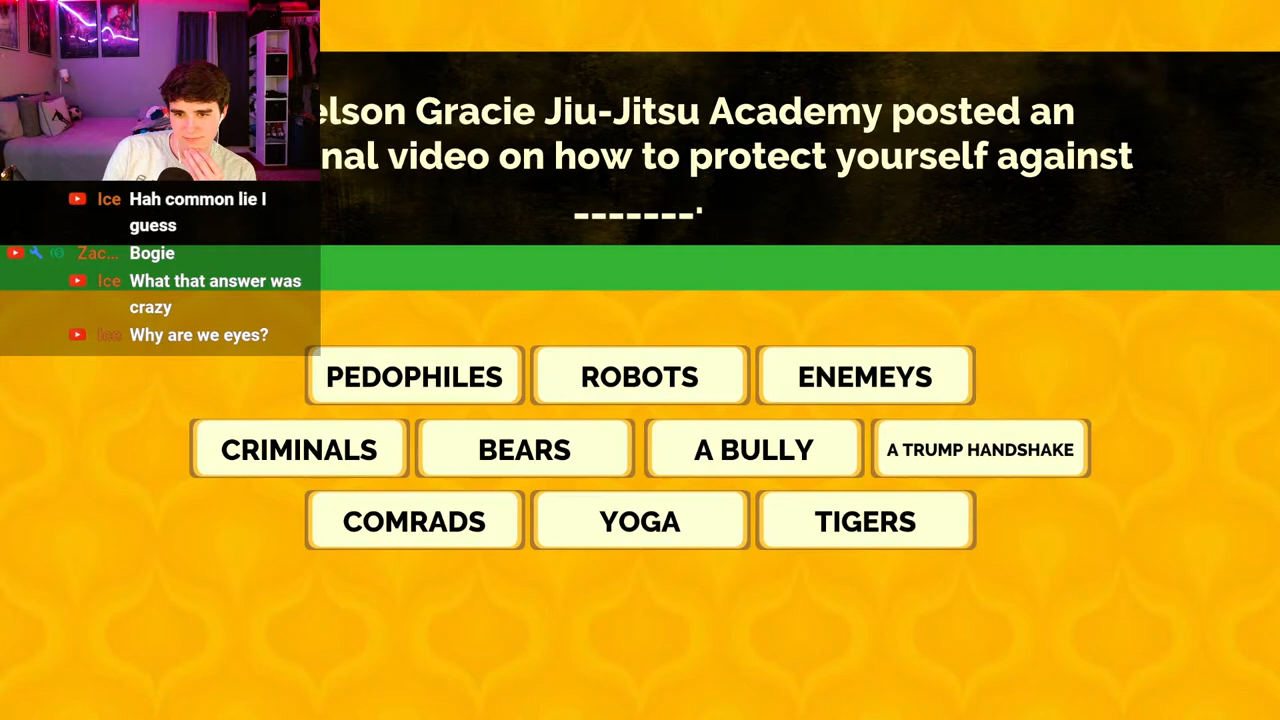 elson Gracie Jiu-Jitsu Academy posted an
nal video on how to protect yourself against
_______.
Ice Hah common lie I
guess
Zac... Bogie
Ice What that answer was
crazy
Ice Why are we eyes?
PEDOPHILES ROBOTS ENEMEYS
CRIMINALS BEARS A BULLY A TRUMP HANDSHAKE
COMRADS YOGA TIGERS